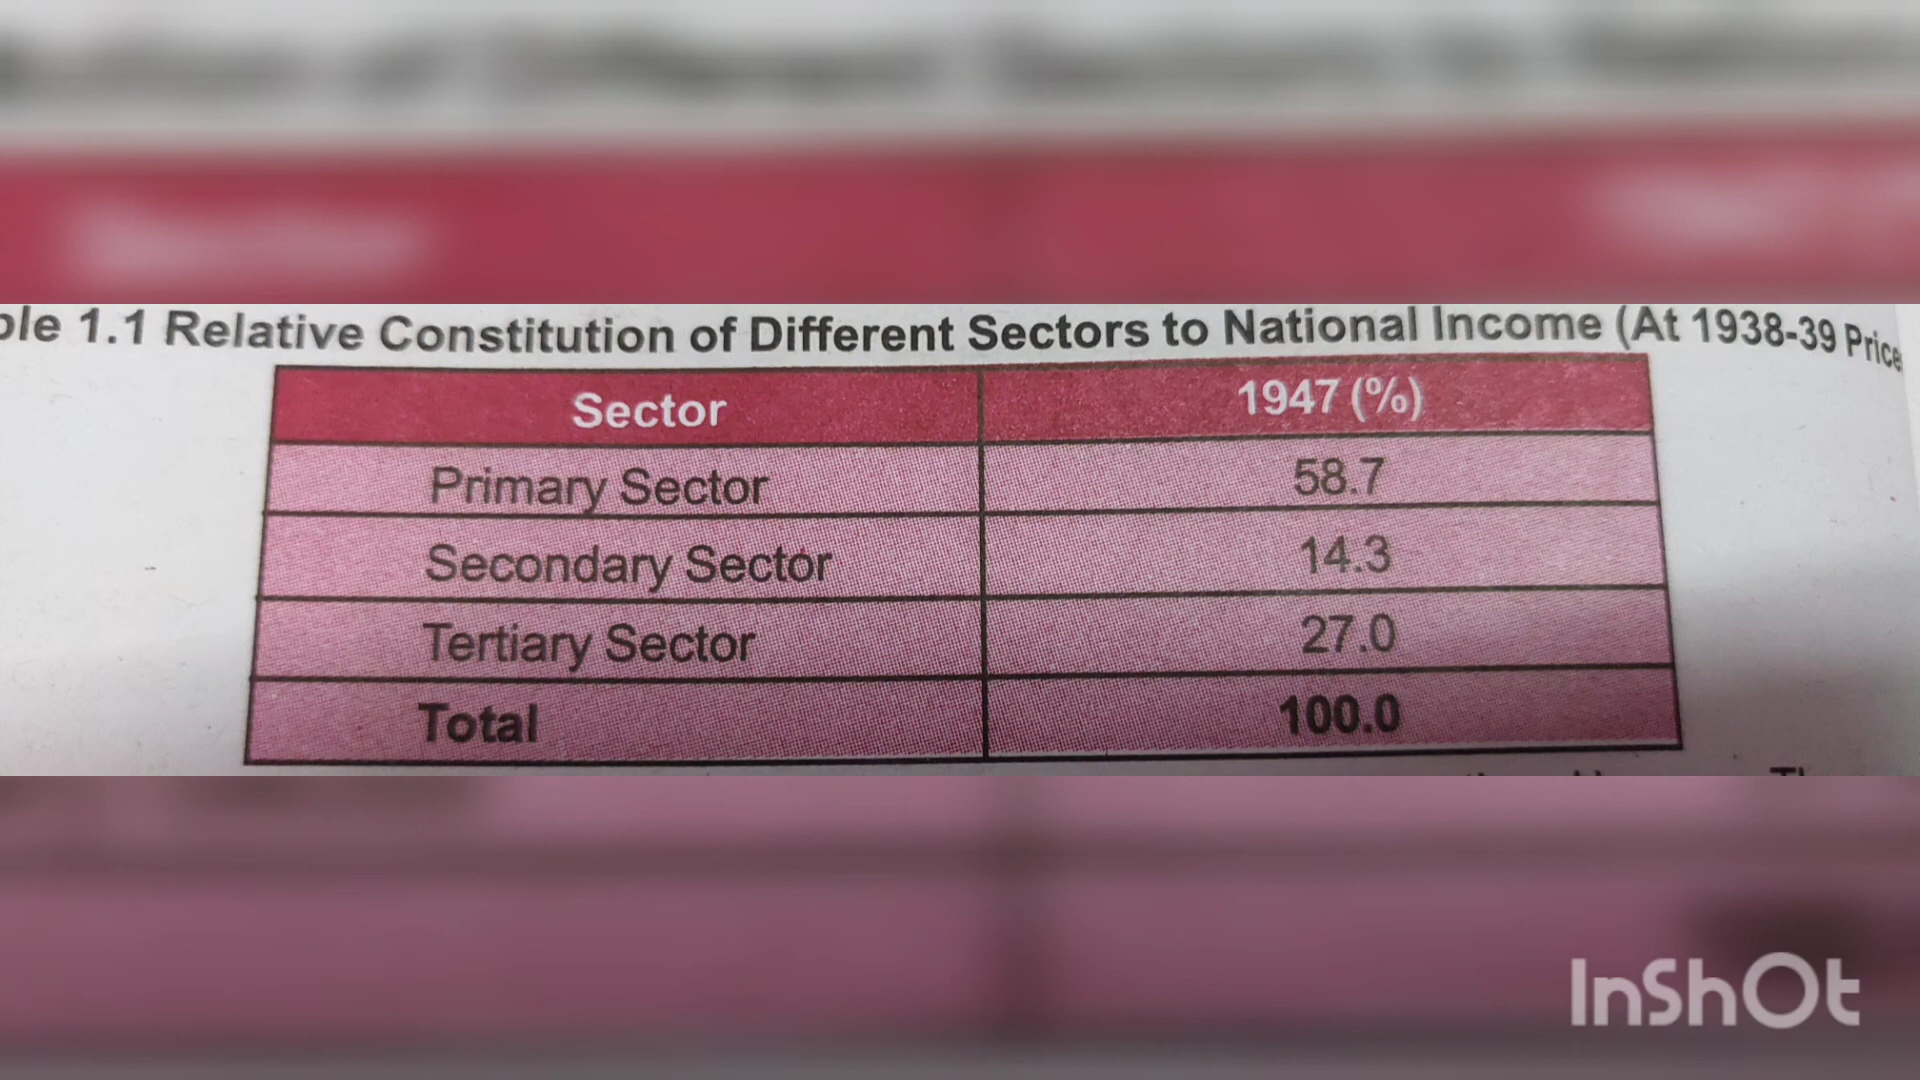 1.1 Relative Constitution of Different Sectors to National Income (At 1938-39 Price
Sector 1947 (%)
Primary Sector 58.7
Secondary Sector 14.3
Tertiary Sector 27.0
Total 100.0
InShOt